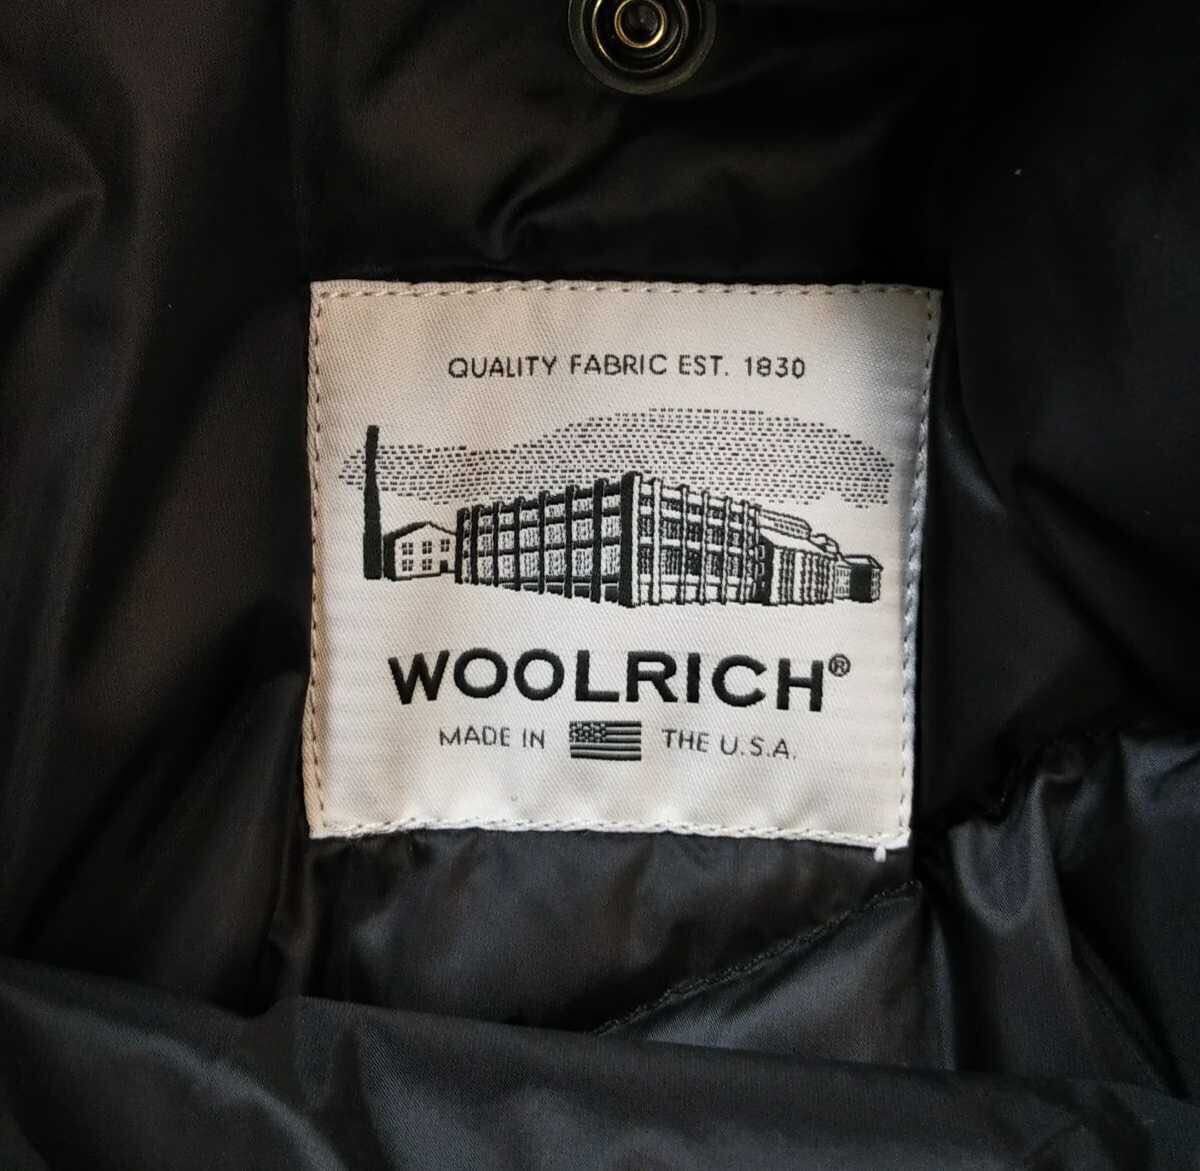 QUALITY FABRIC EST. 1830
WOOLRICH®
MADE IN THE U.S.A.